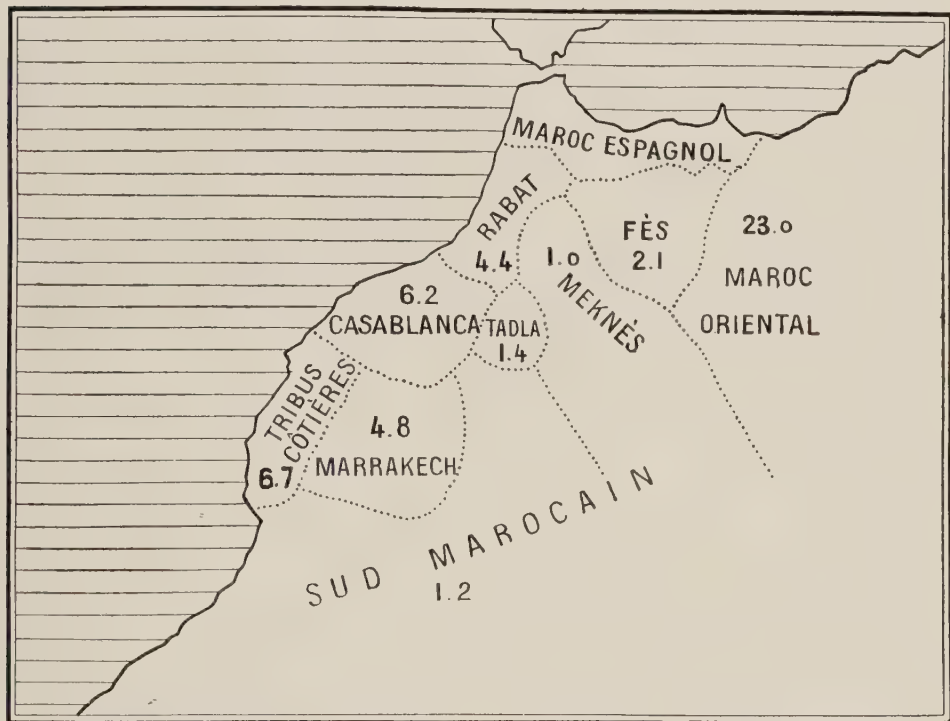 MAROC ESPAGNOL
RABAT
4.4
1.0
MEKNÈS
FÈS
2.1
23.0
MAROC
ORIENTAL
6.2
CASABLANCA
TADLA
1.4
TRIBUS
CÔTIÈRES
6.7
4.8
MARRAKECH
SUD MAROCAIN
1.2